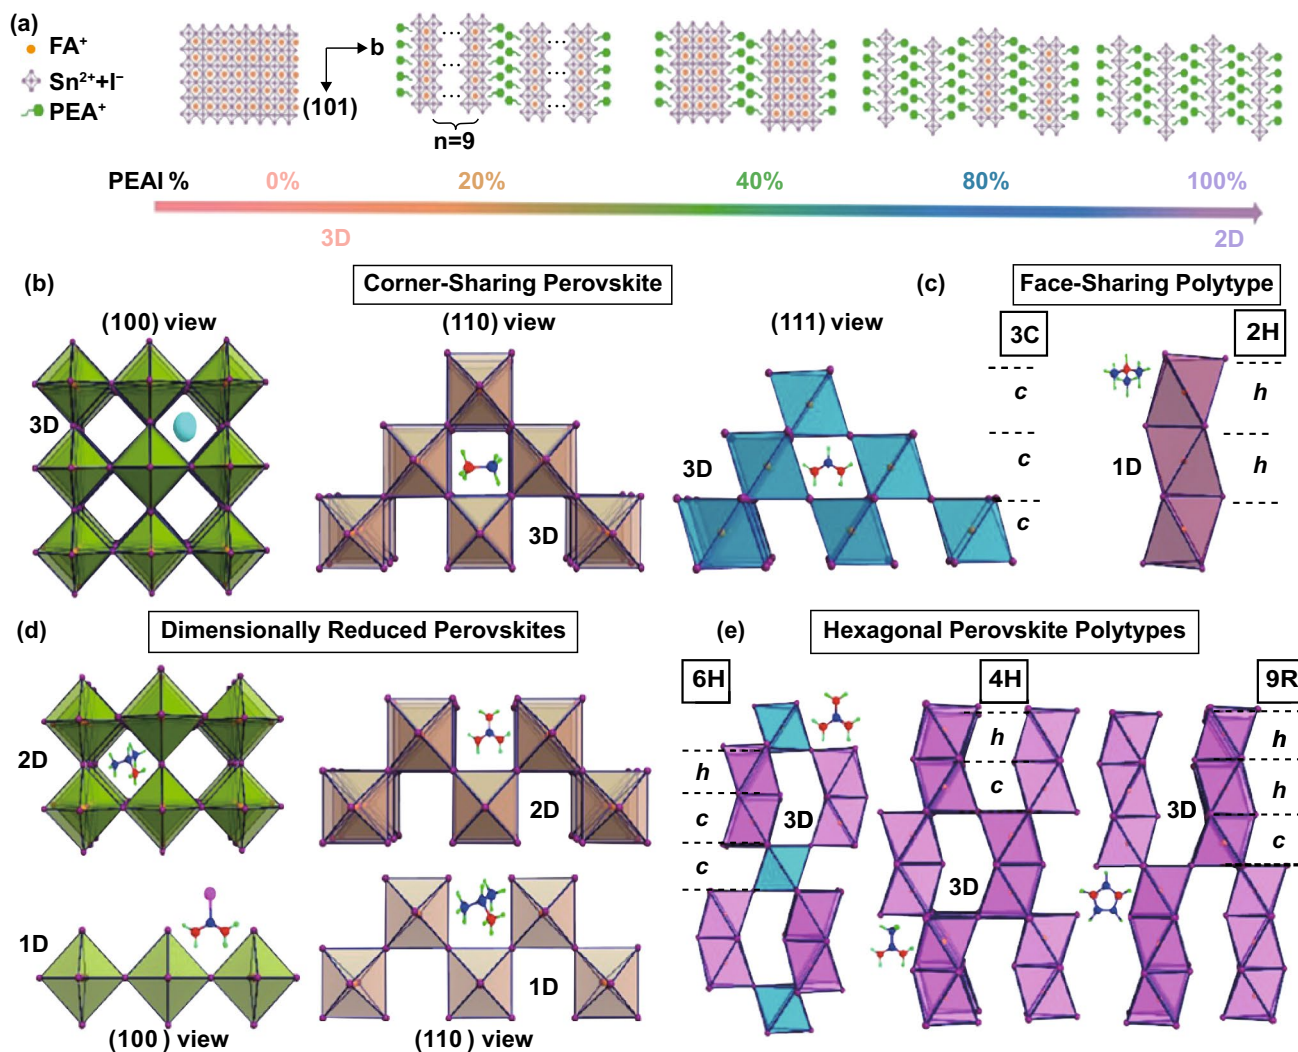 (a)
FA⁺
Sn²⁺+I⁻
PEA⁺
b
(101)
n=9
PEAI % 0% 20% 40% 80% 100%
3D 2D
(b) Corner-Sharing Perovskite
(100) view (110) view (111) view
3D
3D
3D
(c) Face-Sharing Polytype
3C 2H
c h
c h
c
1D
(d) Dimensionally Reduced Perovskites
2D
2D
1D
1D
(100 ) view (110) view
(e) Hexagonal Perovskite Polytypes
6H 4H 9R
h
c
c
3D
h
c
3D
h
h
c
3D